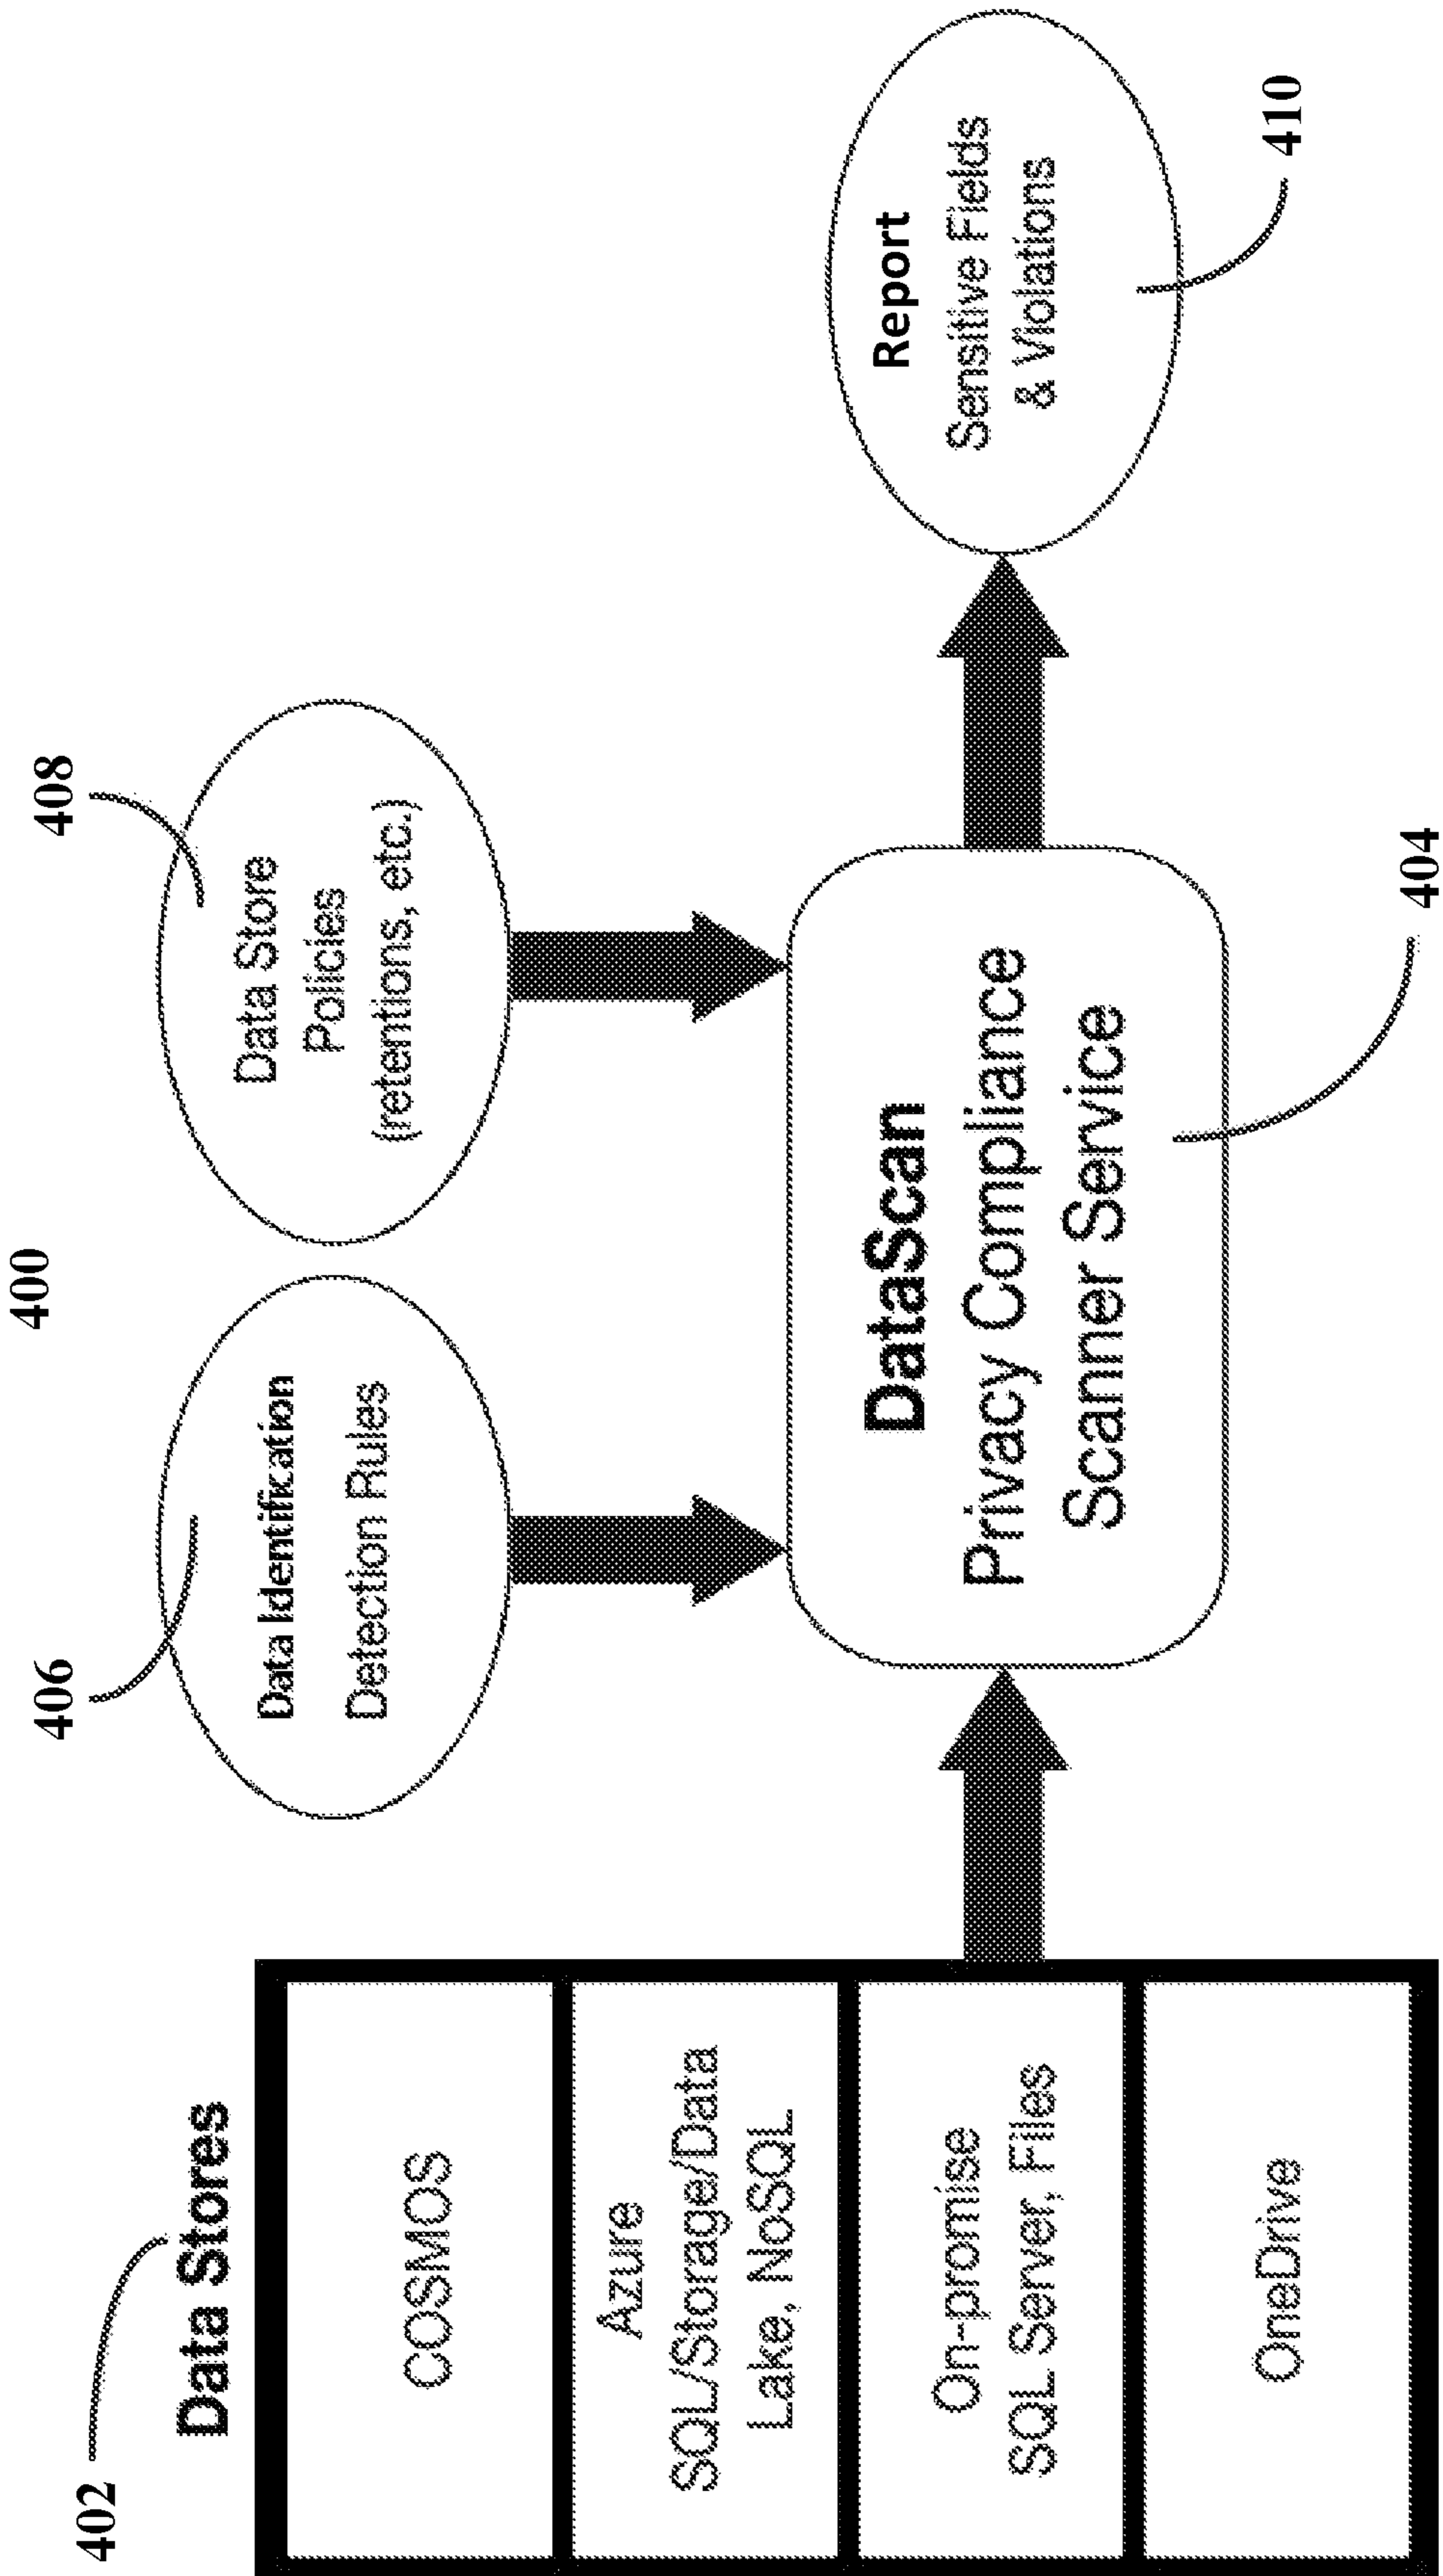 400
402
Data Stores
COSMOS
Azure
SQL/Storage/Data
Lake, NoSQL
On-promise
SQL Server, Files
OneDrive
406
Data Identification
Detection Rules
408
Data Store
Policies
(retentions, etc.)
DataScan
Privacy Compliance
Scanner Service
404
Report
Sensitive Fields
& Violations
410